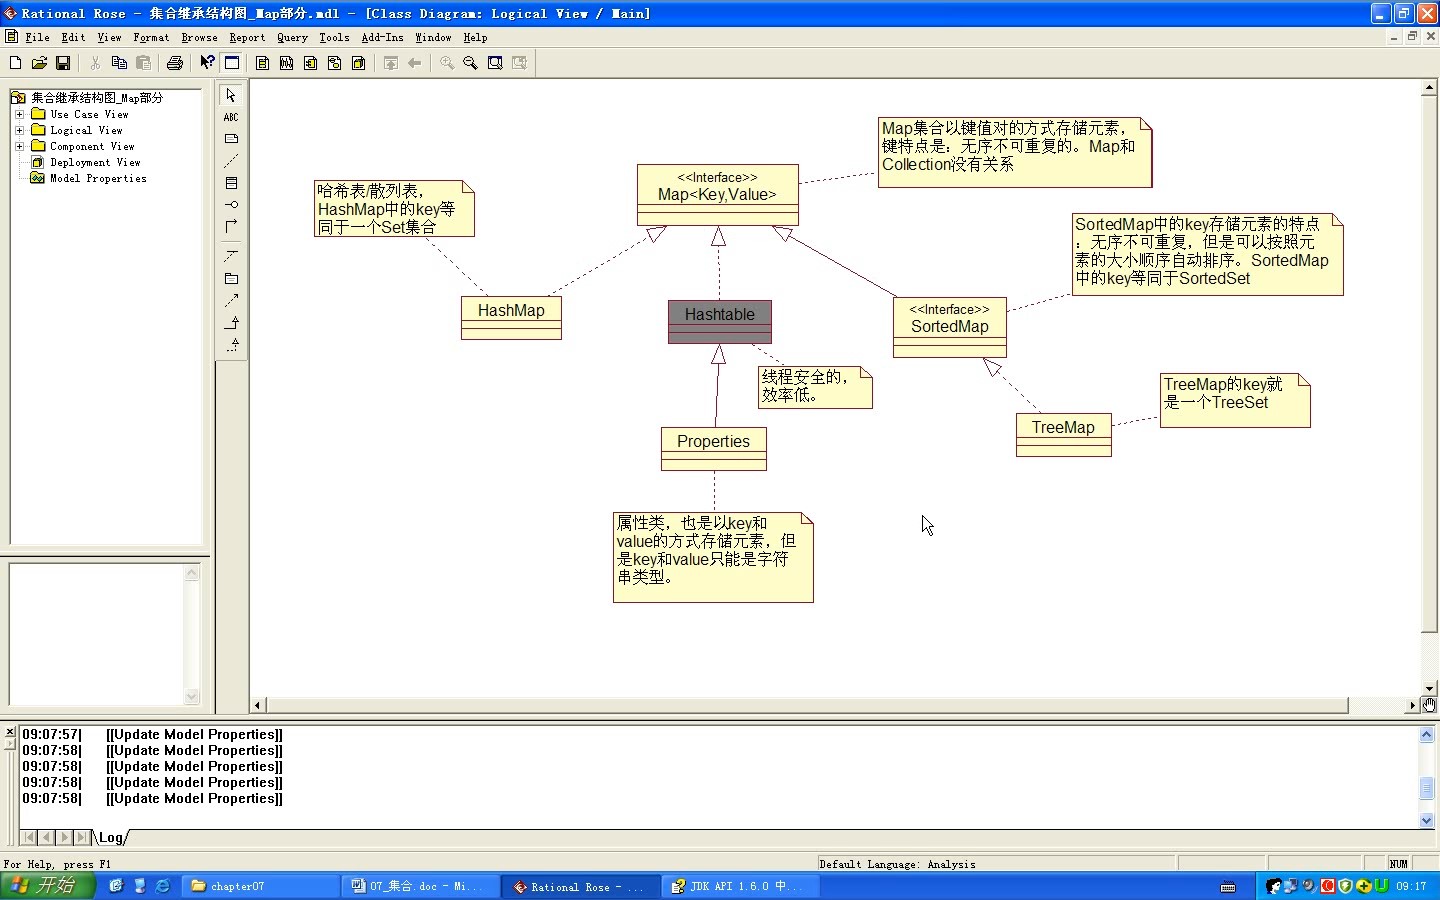 Rational Rose - 集合继承结构图_Map部分.mdl - [Class Diagram: Logical View / Main]
File Edit View Format Browse Report Query Tools Add-Ins Window Help
集合继承结构图_Map部分
Use Case View
Logical View
Component View
Deployment View
Model Properties
ABC
Map集合以键值对的方式存储元素，
键特点是：无序不可重复的。Map和
Collection没有关系
<<Interface>>
Map<Key,Value>
哈希表/散列表，
HashMap中的key等
同于一个Set集合
SortedMap中的key存储元素的特点
：无序不可重复，但是可以按照元
素的大小顺序自动排序。SortedMap
中的key等同于SortedSet
HashMap
Hashtable
<<Interface>>
SortedMap
线程安全的，
效率低。
TreeMap的key就
是一个TreeSet
TreeMap
Properties
属性类，也是以key和
value的方式存储元素，但
是key和value只能是字符
串类型。
09:07:57| [[Update Model Properties]]
09:07:58| [[Update Model Properties]]
09:07:58| [[Update Model Properties]]
09:07:58| [[Update Model Properties]]
09:07:58| [[Update Model Properties]]
Log
For Help, press F1
Default Language: Analysis
NUM
开始
chapter07
07_集合.doc - Mi...
Rational Rose - ...
JDK API 1.6.0 中...
09:17